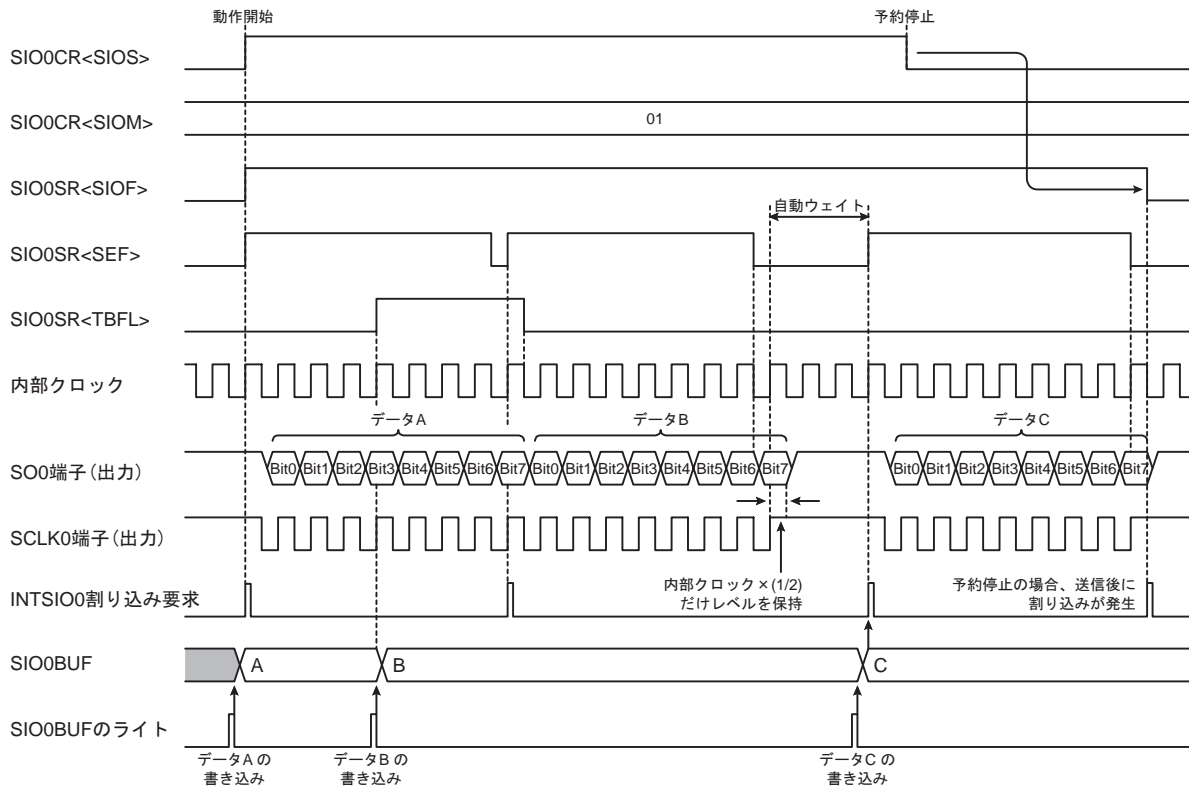 動作開始
予約停止
SIO0CR<SIOS>
SIO0CR<SIOM>
01
SIO0SR<SIOF>
自動ウェイト
SIO0SR<SEF>
SIO0SR<TBFL>
内部クロック
データA
データB
データC
SO0端子(出力)
Bit0 Bit1 Bit2 Bit3 Bit4 Bit5 Bit6 Bit7 Bit0 Bit1 Bit2 Bit3 Bit4 Bit5 Bit6 Bit7 Bit0 Bit1 Bit2 Bit3 Bit4 Bit5 Bit6 Bit7
SCLK0端子(出力)
内部クロック×(1/2)
だけレベルを保持
予約停止の場合、送信後に
割り込みが発生
INTSIO0割り込み要求
SIO0BUF
A
B
C
SIO0BUFのライト
データA の
書き込み
データB の
書き込み
データC の
書き込み